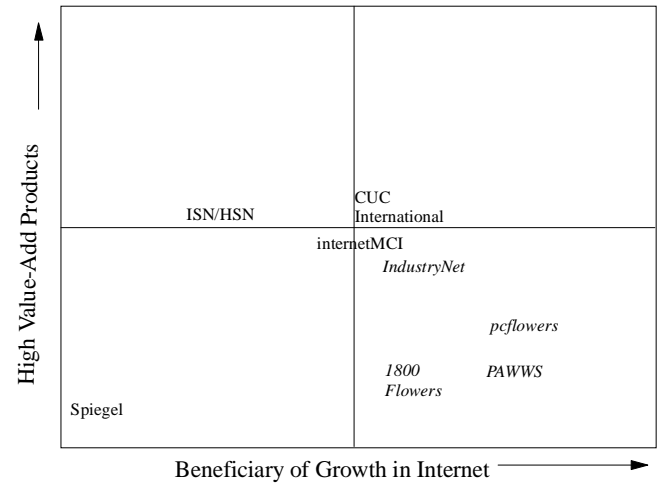 High Value-Add Products
CUC
International
ISN/HSN
internetMCI
IndustryNet
pcflowers
1800
Flowers
PAWWS
Spiegel
Beneficiary of Growth in Internet